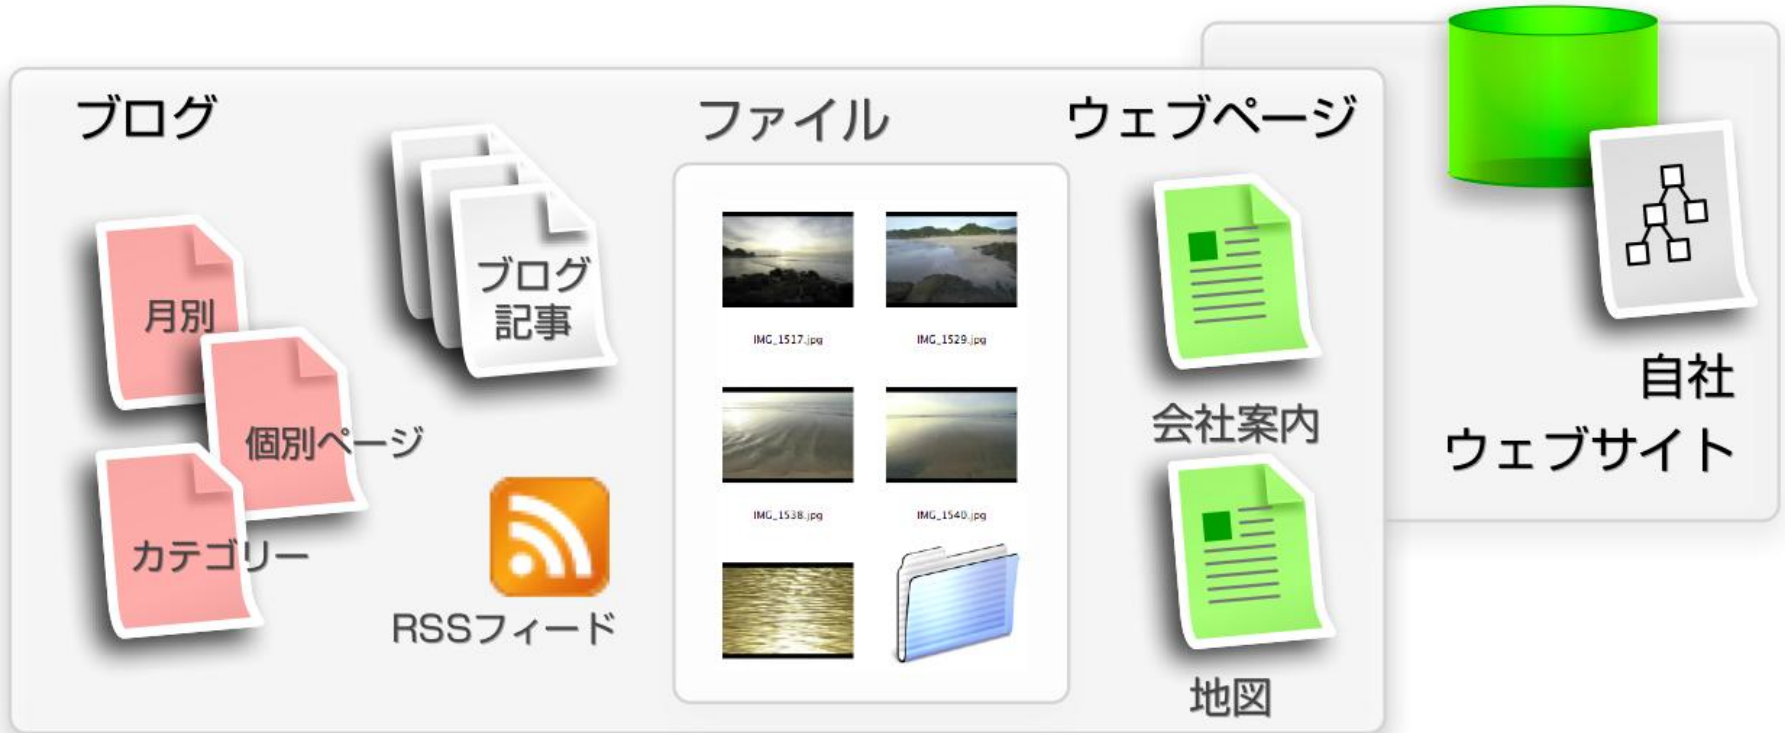 ブログ
ファイル
ウェブページ
月別
個別ページ
カテゴリー
ブログ
記事
RSSフィード
IMG_1517.jpg
IMG_1529.jpg
IMG_1538.jpg
IMG_1540.jpg
会社案内
地図
自社
ウェブサイト